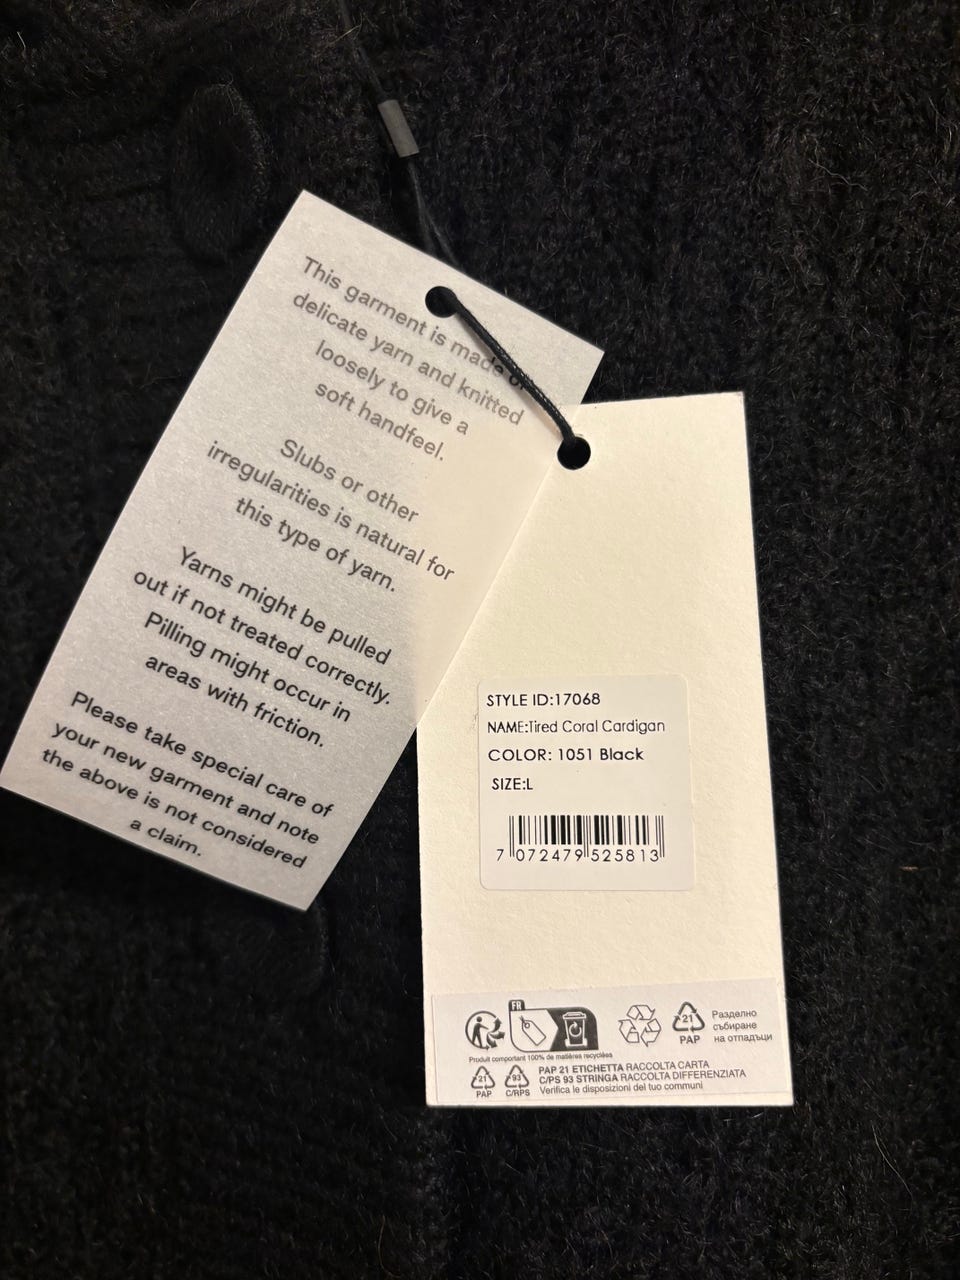 This garment is made of
delicate yarn and knitted
loosely to give a
soft handfeel.
Slubs or other
irregularities is natural for
this type of yarn.
Yarns might be pulled
out if not treated correctly.
Pilling might occur in
areas with friction.
Please take special care of
your new garment and note
the above is not considered
a claim.
STYLE ID:17068
NAME:Tired Coral Cardigan
COLOR: 1051 Black
SIZE:L
7 072479 525813
FR
21
PAP
Разделно
събиране
на отпадъци
Produit comportant 100% de matières recyclées
21
PAP
93
C/RPS
PAP 21 ETICHETTA RACCOLTA CARTA
C/PS 93 STRINGA RACCOLTA DIFFERENZIATA
Verifica le disposizioni del tuo communi